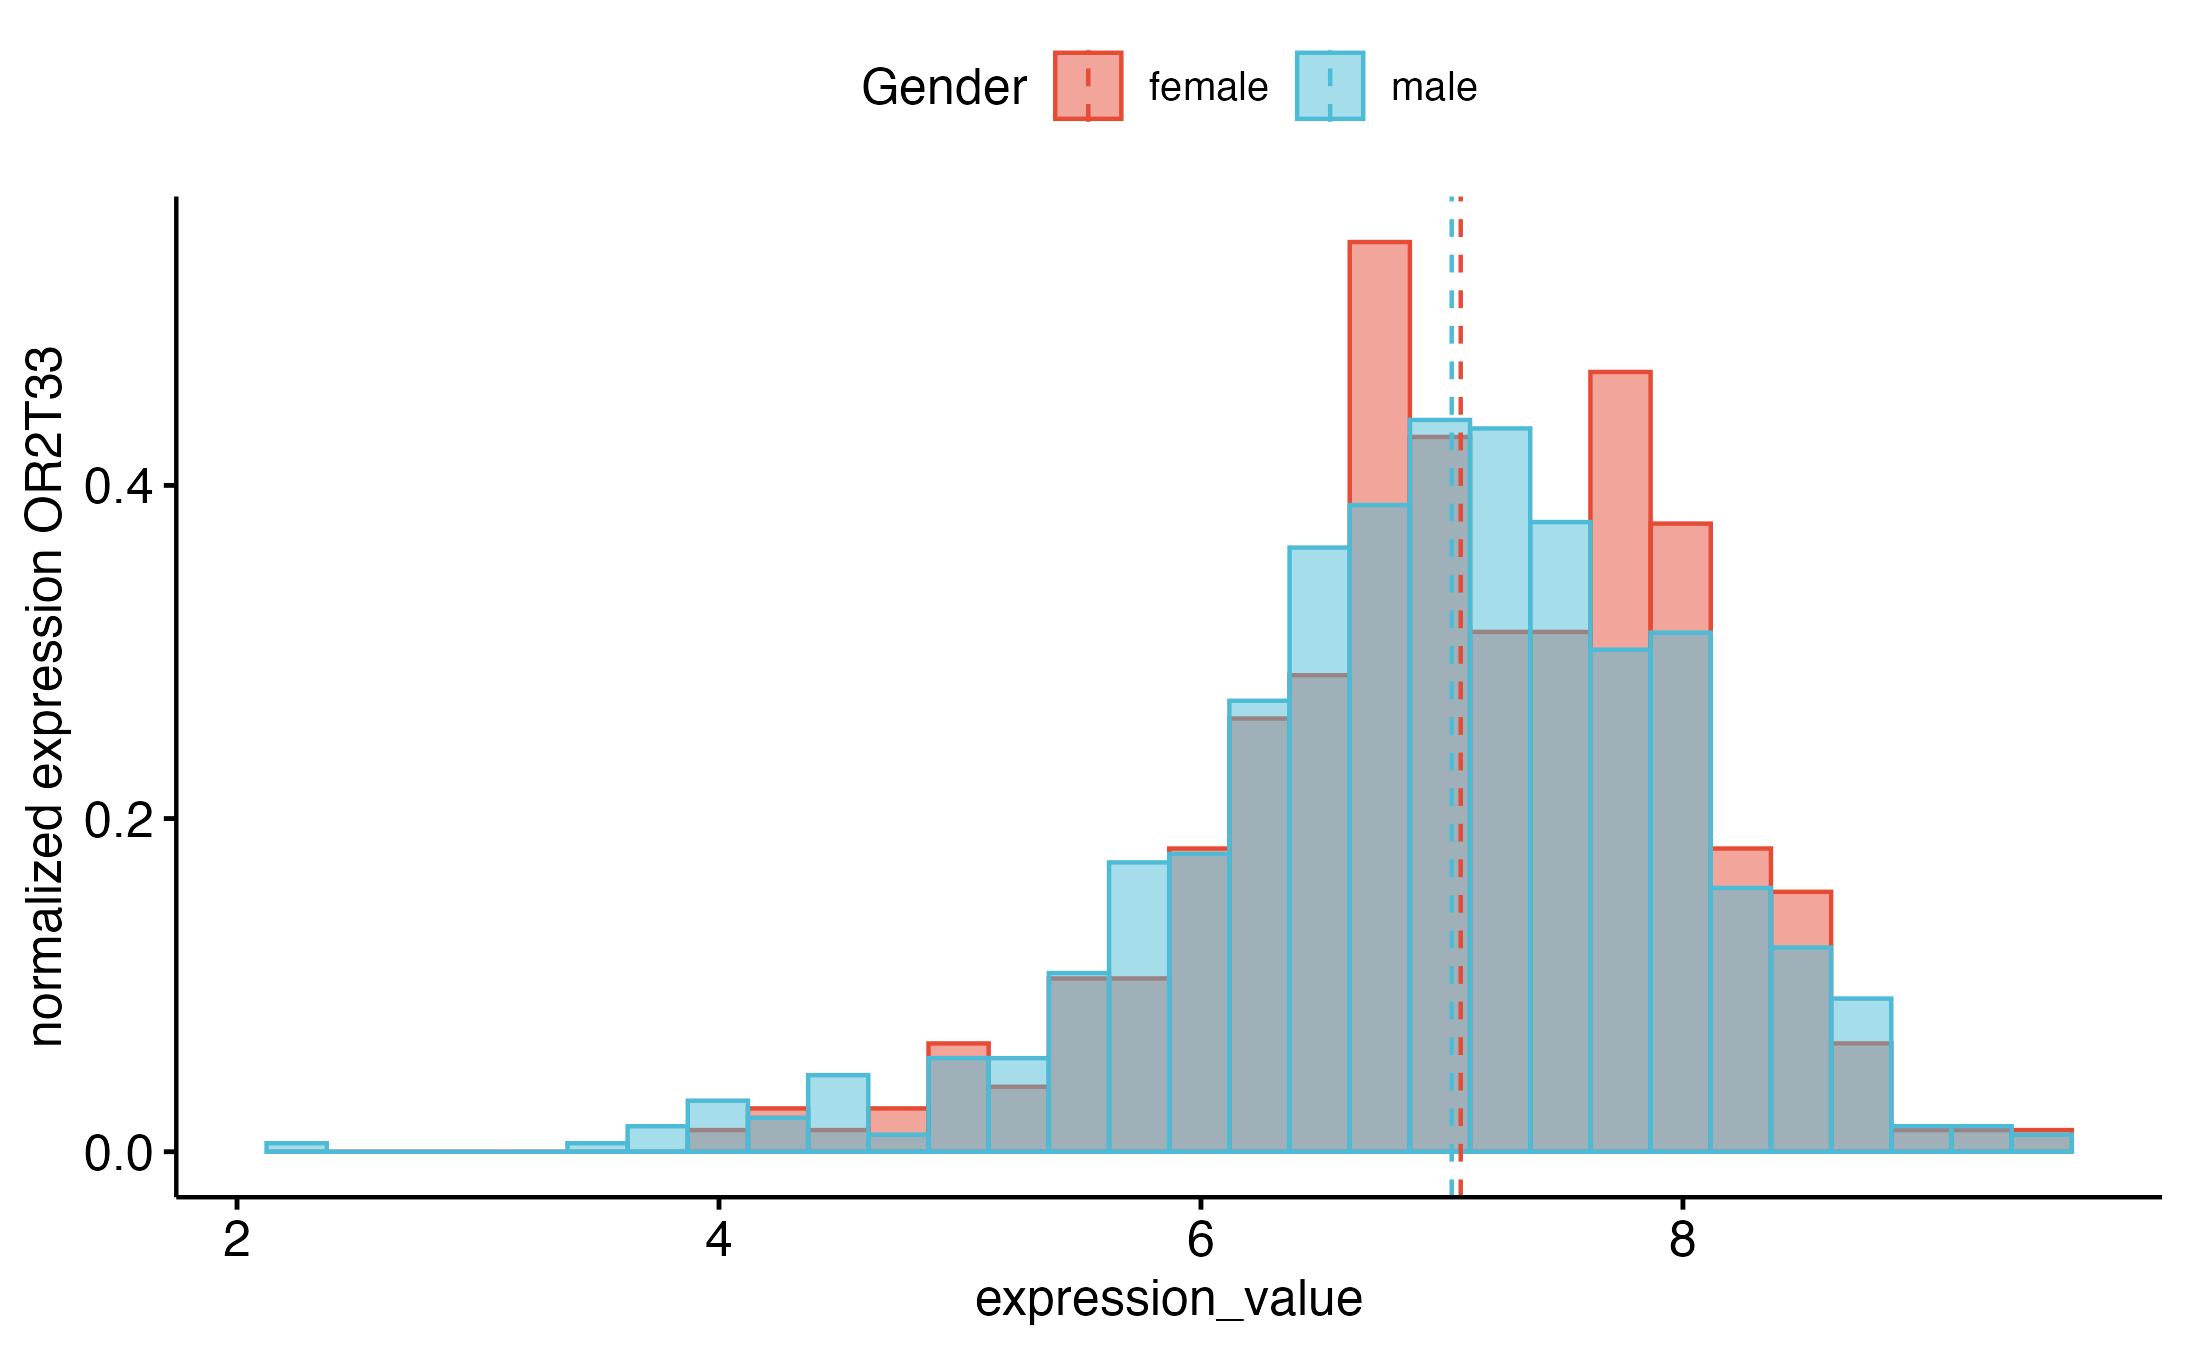 Gender female male
normalized expression OR2T33
0.4
0.2
0.0
2 4 6 8
expression_value